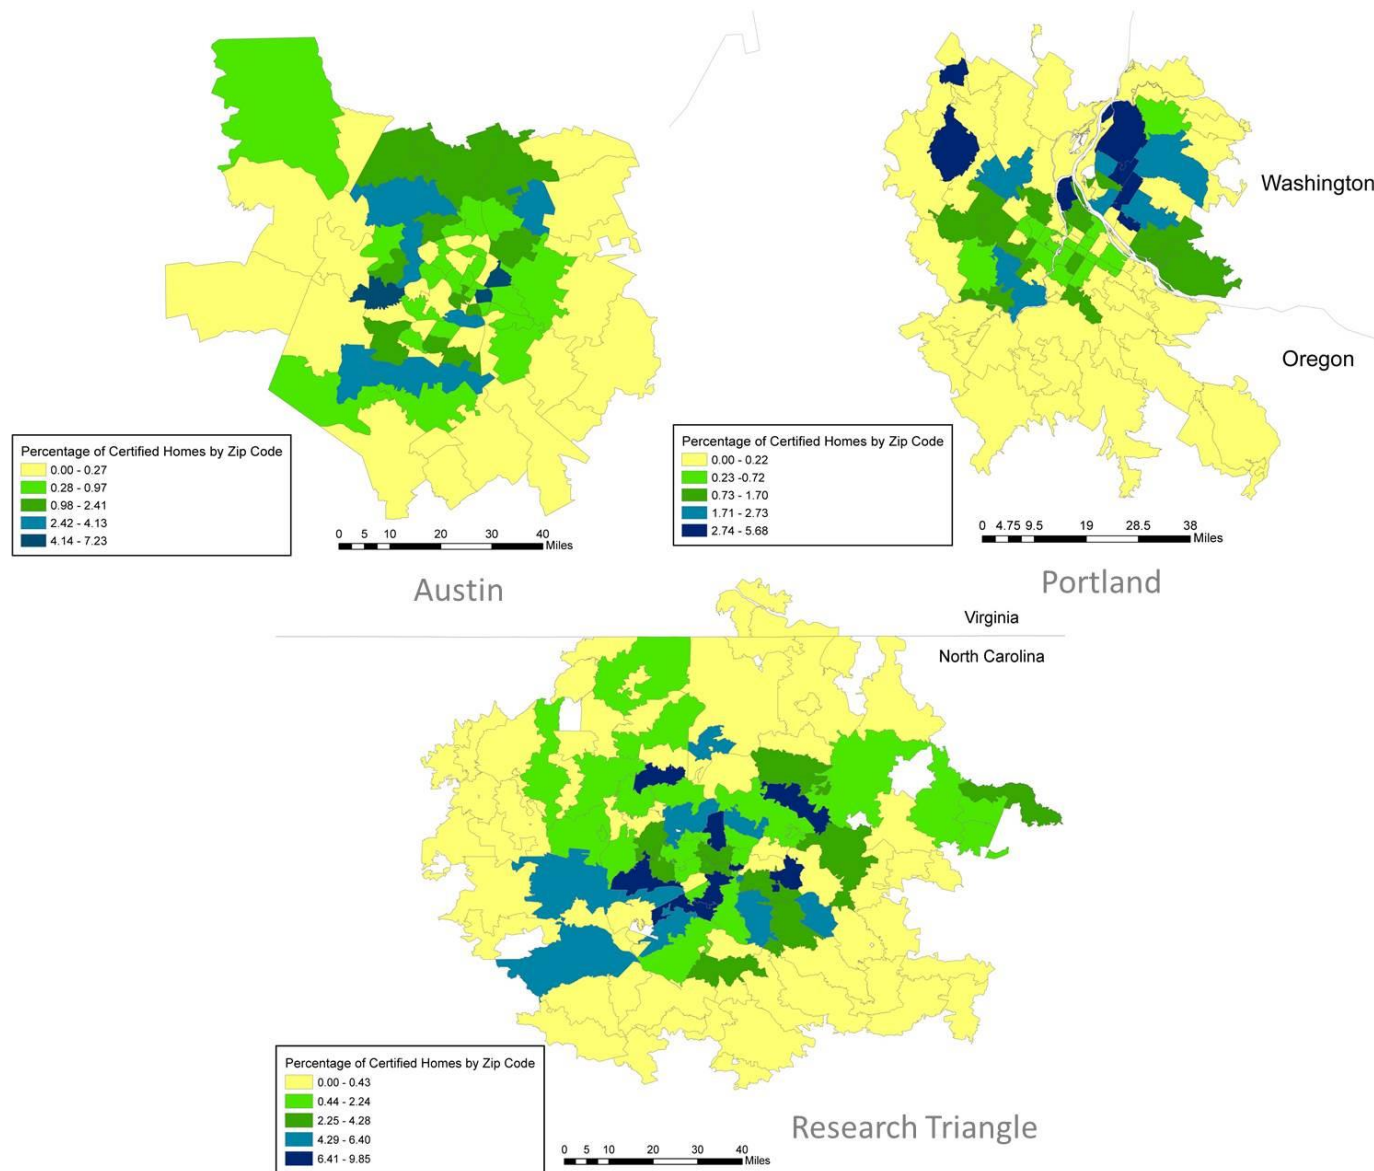 Washington
Oregon
Percentage of Certified Homes by Zip Code
0.00 - 0.27
0.28 - 0.97
0.98 - 2.41
2.42 - 4.13
4.14 - 7.23
0 5 10 20 30 40
Miles
Austin
Percentage of Certified Homes by Zip Code
0.00 - 0.22
0.23 -0.72
0.73 - 1.70
1.71 - 2.73
2.74 - 5.68
0 4.75 9.5 19 28.5 38
Miles
Portland
Virginia
North Carolina
Percentage of Certified Homes by Zip Code
0.00 - 0.43
0.44 - 2.24
2.25 - 4.28
4.29 - 6.40
6.41 - 9.85
0 5 10 20 30 40
Miles
Research Triangle